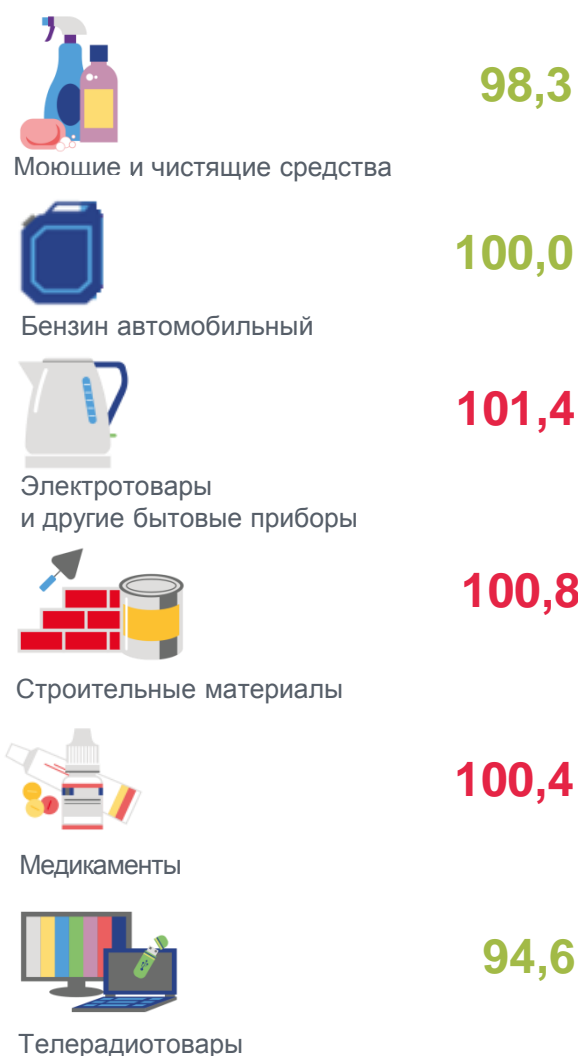 98,3
Моющие и чистящие средства
100,0
Бензин автомобильный
101,4
Электротовары
и другие бытовые приборы
100,8
Строительные материалы
100,4
Медикаменты
94,6
Телерадиотовары